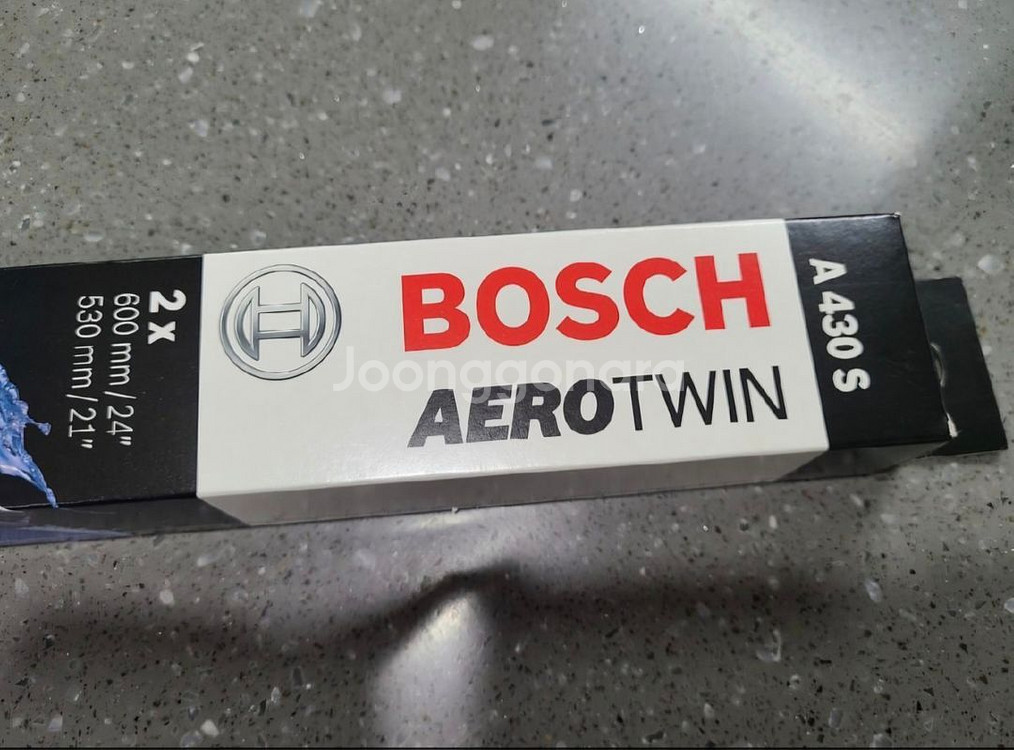 2 x
600 mm / 24"
530 mm / 21"
BOSCH
Joonggonara
AEROTWIN
A 430 S